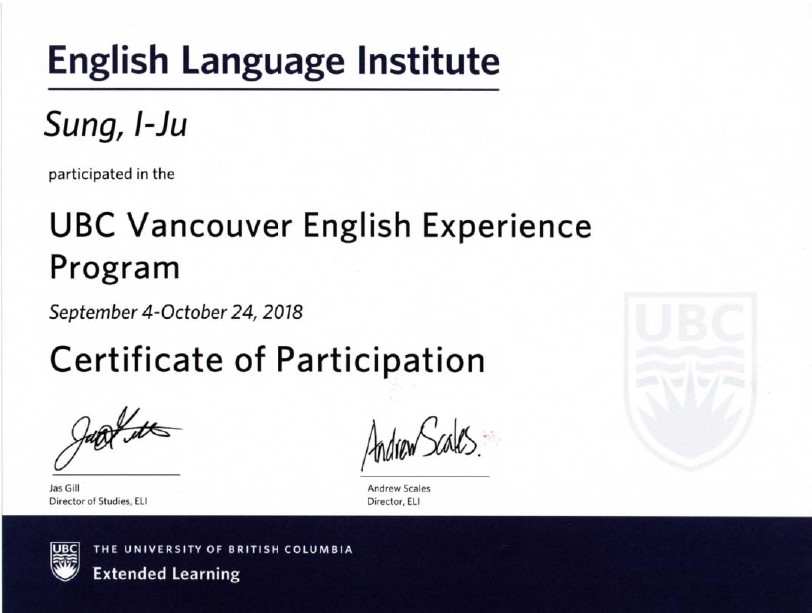 English Language Institute
Sung, I-Ju
participated in the
UBC Vancouver English Experience
Program
September 4-October 24, 2018
Certificate of Participation
UBC
Andrew Scales.
Jas Gill
Director of Studies, ELI
Andrew Scales
Director, ELI
UBC
THE UNIVERSITY OF BRITISH COLUMBIA
Extended Learning